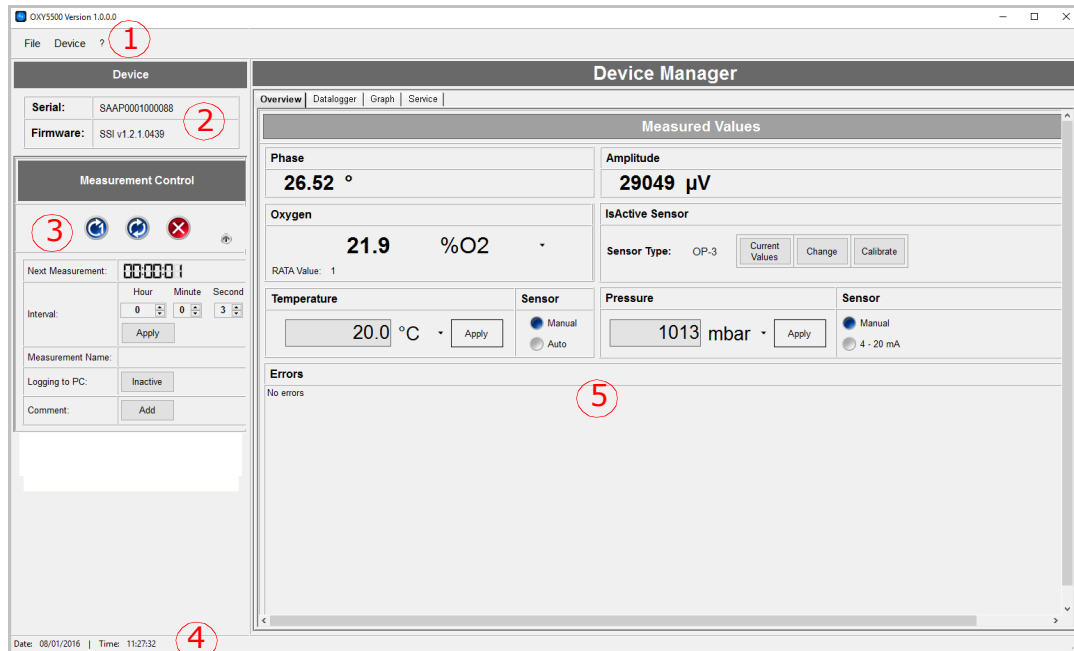 OXY5500 Version 1.0.0.0
File Device ? 1
Device
Serial: SAAP0001000088
2
Firmware: SSI v1.2.1.0439
Measurement Control
3
Next Measurement: 00:00:01
Hour Minute Second
Interval: 0 0 3
Apply
Measurement Name:
Logging to PC: Inactive
Comment: Add
Device Manager
Overview Datalogger Graph Service
Measured Values
Phase
26.52 °
Amplitude
29049 µV
Oxygen
21.9 %O2
RATA Value: 1
IsActive Sensor
Sensor Type: OP-3 Current Values Change Calibrate
Temperature Sensor
20.0 °C Apply
Manual
Auto
Pressure Sensor
1013 mbar Apply
Manual
4 - 20 mA
Errors
No errors
5
Date: 08/01/2016 | Time: 11:27:32
4